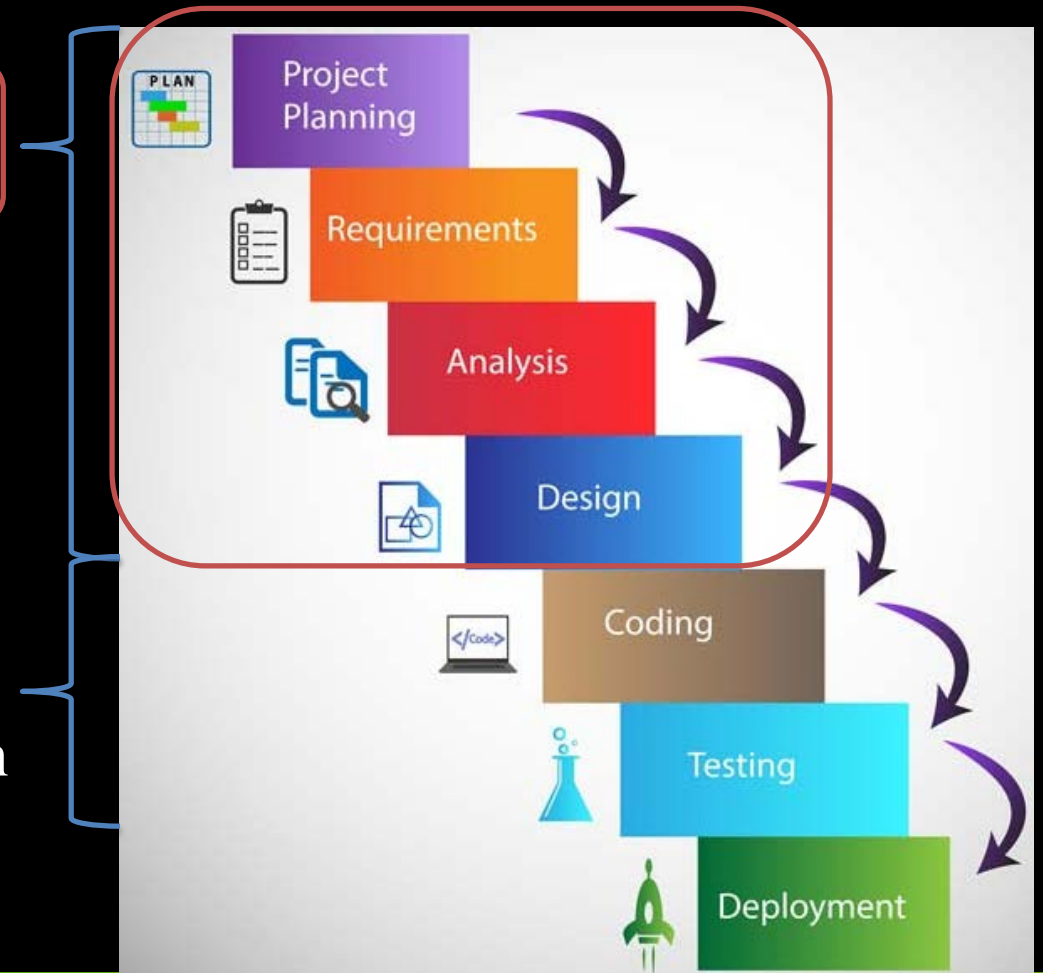 PLAN
Project
Planning
Requirements
Analysis
Design
</Code>
Coding
Testing
Deployment